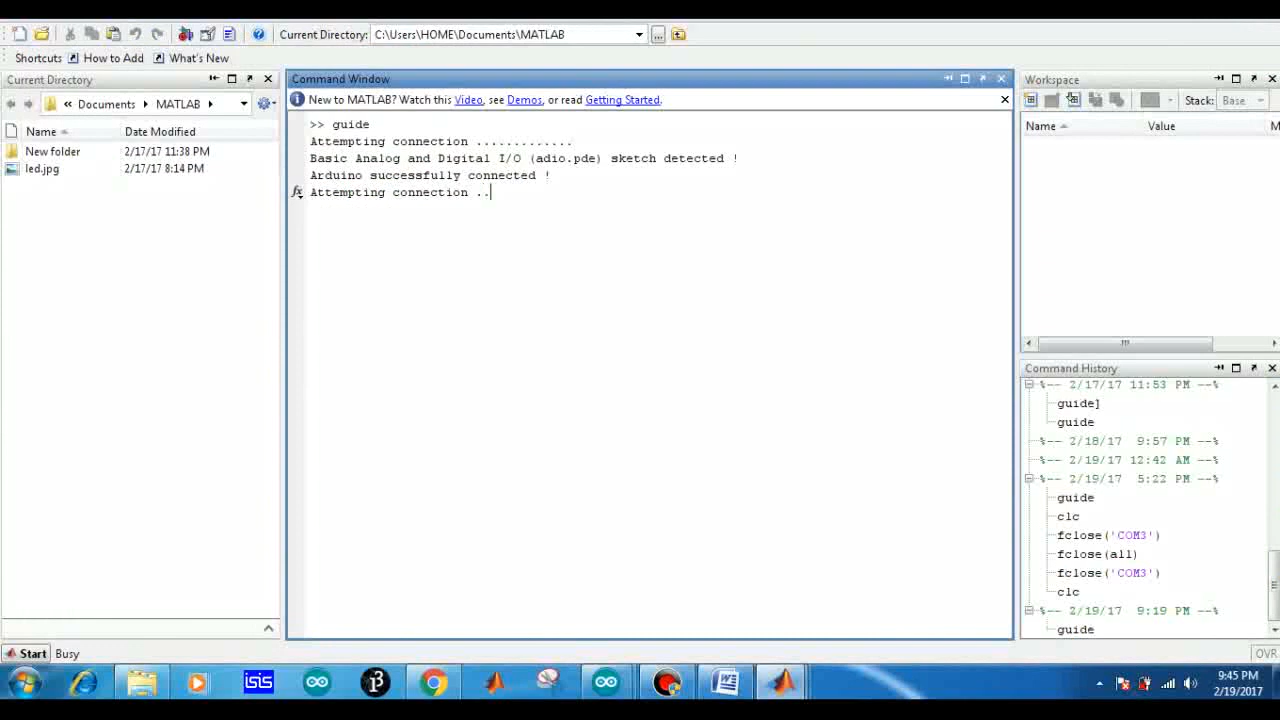 Current Directory: C:\Users\HOME\Documents\MATLAB ...
Shortcuts How to Add What's New
Current Directory
« Documents MATLAB
Name Date Modified
New folder 2/17/17 11:38 PM
led.jpg 2/17/17 8:14 PM
Command Window
New to MATLAB? Watch this Video, see Demos, or read Getting Started.
>> guide
Attempting connection .............
Basic Analog and Digital I/O (adio.pde) sketch detected !
Arduino successfully connected !
fx Attempting connection ..
Workspace
Stack: Base
Name Value M
Command History
%-- 2/17/17 11:53 PM --%
guide]
guide
%-- 2/18/17 9:57 PM --%
%-- 2/19/17 12:42 AM --%
%-- 2/19/17 5:22 PM --%
guide
clc
fclose('COM3')
fclose(all)
fclose('COM3')
clc
%-- 2/19/17 9:19 PM --%
guide
Start Busy
OVR
isis
9:45 PM
2/19/2017